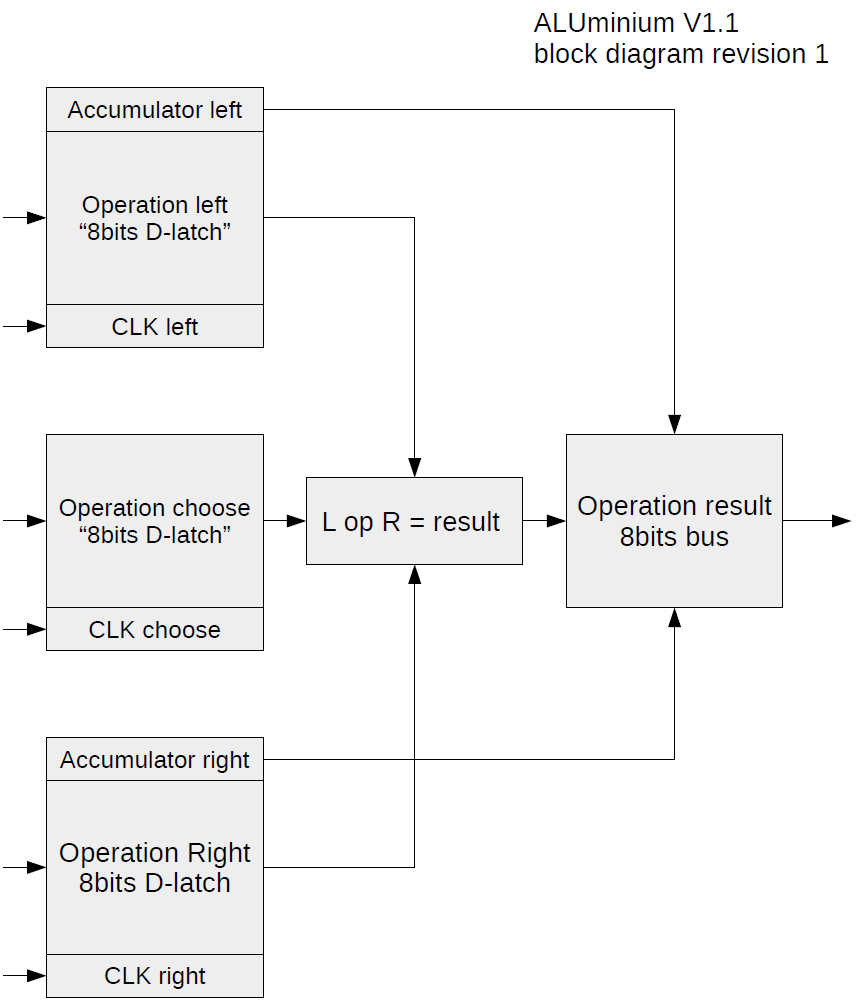 ALUminium V1.1
block diagram revision 1
Accumulator left
Operation left
“8bits D-latch”
CLK left
Operation choose
“8bits D-latch”
CLK choose
L op R = result
Operation result
8bits bus
Accumulator right
Operation Right
8bits D-latch
CLK right